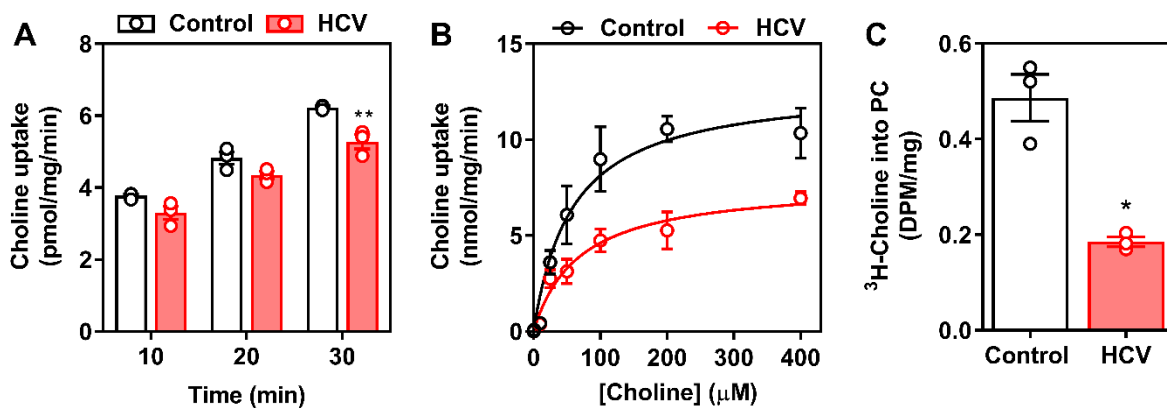 A
Control
HCV
Choline uptake
(pmol/mg/min)
8
6
4
2
0
**
10
20
30
Time (min)
B
Control
HCV
Choline uptake
(nmol/mg/min)
15
10
5
0
0
100
200
300
400
[Choline] (μM)
C
³H-Choline into PC
(DPM/mg)
0.6
0.4
0.2
0.0
*
Control
HCV